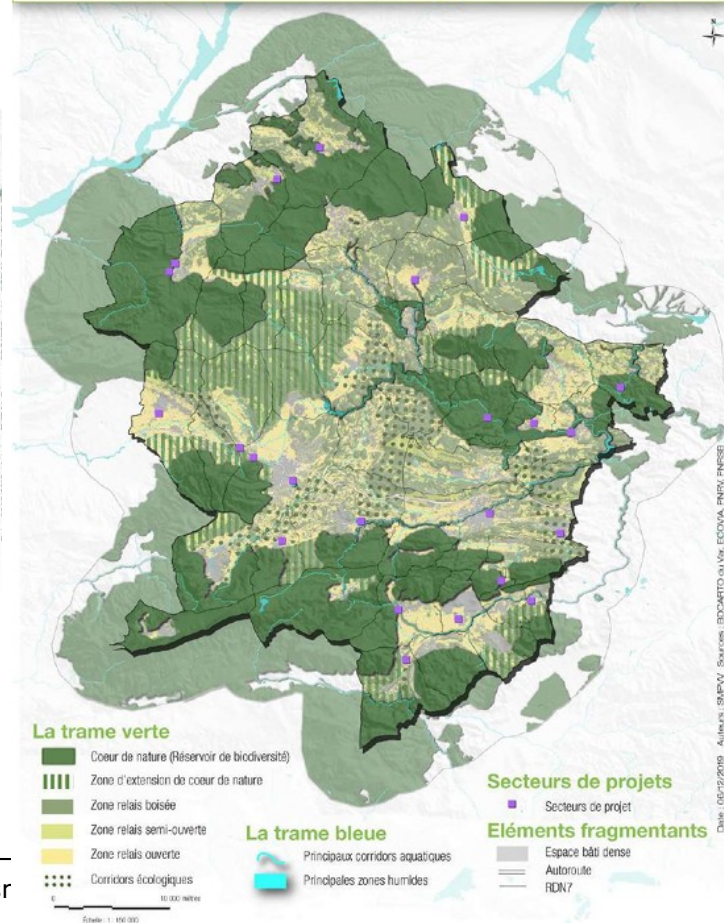 La trame verte
Coeur de nature (Réservoir de biodiversité)
Zone d'extension de coeur de nature
Zone relais boisée
Zone relais semi-ouverte
Zone relais ouverte
Corridors écologiques
0 10 000 mètres
Échelle : 1 : 150 000
La trame bleue
Principaux corridors aquatiques
Principales zones humides
Secteurs de projets
Secteurs de projet
Eléments fragmentants
Espace bâti dense
Autoroute
RDN7
Date : 06/12/2019 Auteurs : SMPVV Sources : BDCARTO du Var, ECOVIA, PNRV, PNRSB